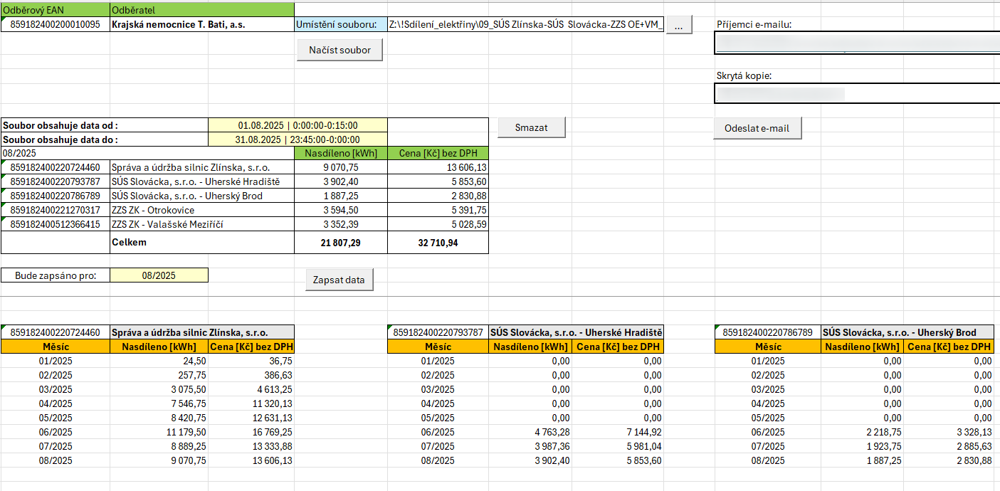 Odběrový EAN Odběratel
859182400200010095 Krajská nemocnice T. Bati, a.s. Umístění souboru: Z:\!Sdílení_elektřiny\09_SÚS Zlínska-SÚS Slovácka-ZZS OE+VM_ ... Příjemci e-mailu:
Načíst soubor
Skrytá kopie:
Soubor obsahuje data od : 01.08.2025 | 0:00:00-0:15:00 Smazat Odeslat e-mail
Soubor obsahuje data do : 31.08.2025 | 23:45:00-0:00:00
08/2025 Nasdíleno [kWh] Cena [Kč] bez DPH
859182400220724460 Správa a údržba silnic Zlínska, s.r.o. 9 070,75 13 606,13
859182400220793787 SÚS Slovácka, s.r.o. - Uherské Hradiště 3 902,40 5 853,60
859182400220786789 SÚS Slovácka, s.r.o. - Uherský Brod 1 887,25 2 830,88
859182400221270317 ZZS ZK - Otrokovice 3 594,50 5 391,75
859182400512366415 ZZS ZK - Valašské Meziříčí 3 352,39 5 028,59
Celkem 21 807,29 32 710,94
Bude zapsáno pro: 08/2025 Zapsat data
859182400220724460 Správa a údržba silnic Zlínska, s.r.o. 859182400220793787 SÚS Slovácka, s.r.o. - Uherské Hradiště 859182400220786789 SÚS Slovácka, s.r.o. - Uherský Brod
Měsíc Nasdíleno [kWh] Cena [Kč] bez DPH Měsíc Nasdíleno [kWh] Cena [Kč] bez DPH Měsíc Nasdíleno [kWh] Cena [Kč] bez DPH
01/2025 24,50 36,75 01/2025 0,00 0,00 01/2025 0,00 0,00
02/2025 257,75 386,63 02/2025 0,00 0,00 02/2025 0,00 0,00
03/2025 3 075,50 4 613,25 03/2025 0,00 0,00 03/2025 0,00 0,00
04/2025 7 546,75 11 320,13 04/2025 0,00 0,00 04/2025 0,00 0,00
05/2025 8 420,75 12 631,13 05/2025 0,00 0,00 05/2025 0,00 0,00
06/2025 11 179,50 16 769,25 06/2025 4 763,28 7 144,92 06/2025 2 218,75 3 328,13
07/2025 8 889,25 13 333,88 07/2025 3 987,36 5 981,04 07/2025 1 923,75 2 885,63
08/2025 9 070,75 13 606,13 08/2025 3 902,40 5 853,60 08/2025 1 887,25 2 830,88